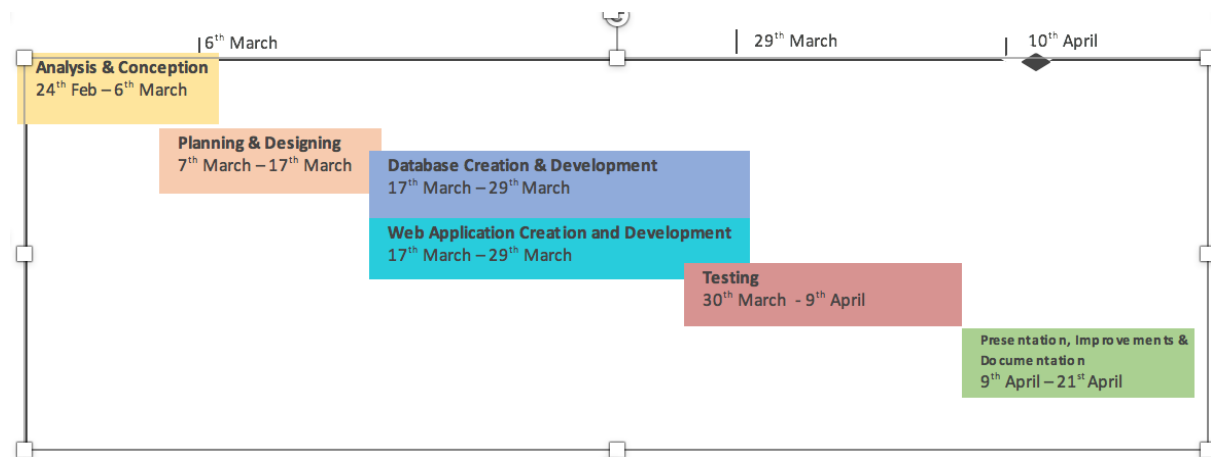 6th March
29th March
10th April
Analysis & Conception
24th Feb – 6th March
Planning & Designing
7th March – 17th March
Database Creation & Development
17th March – 29th March
Web Application Creation and Development
17th March – 29th March
Testing
30th March - 9th April
Presentation, Improvements &
Documentation
9th April – 21st April